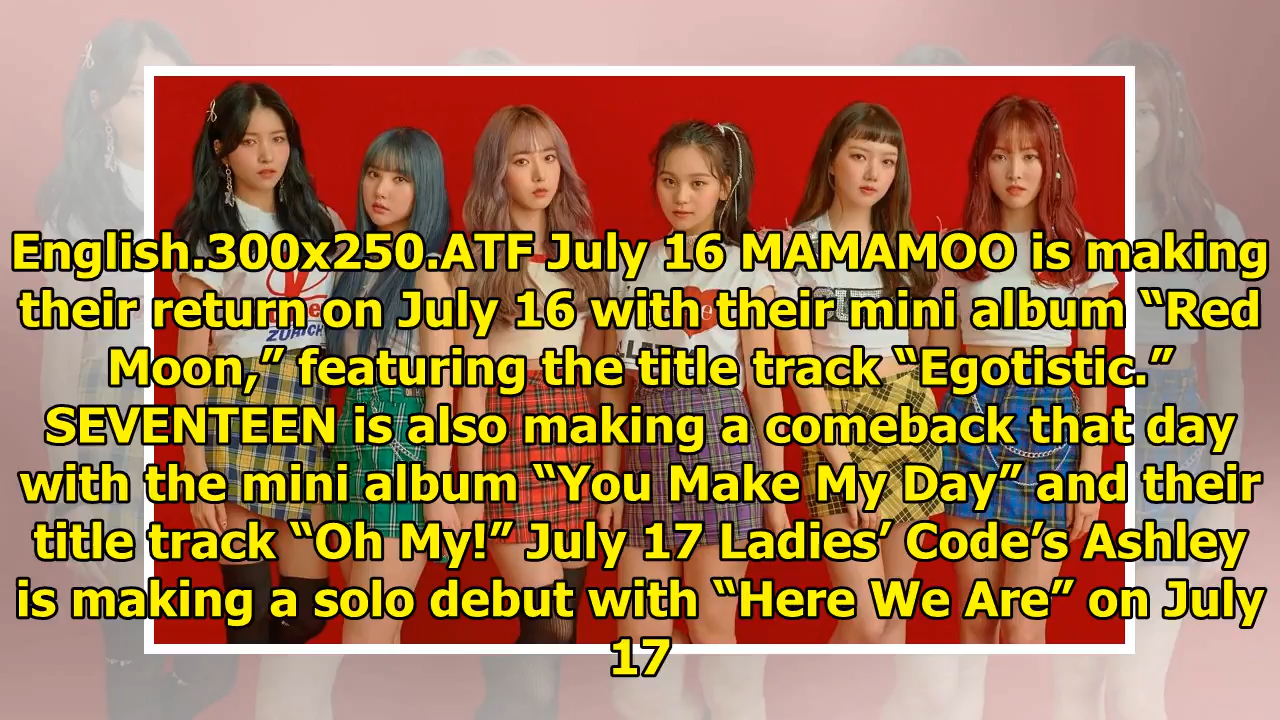 English.300x250.ATF July 16 MAMAMOO is making
their return on July 16 with their mini album “Red
Moon,” featuring the title track “Egotistic.”
SEVENTEEN is also making a comeback that day
with the mini album “You Make My Day” and their
title track “Oh My!” July 17 Ladies’ Code’s Ashley
is making a solo debut with “Here We Are” on July
17
ZURICH